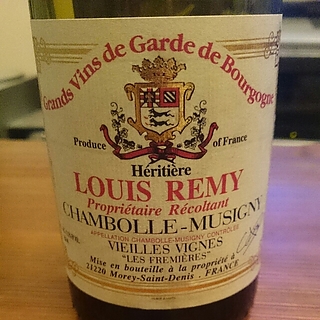 Grands Vins de Garde de Bourgogne
Produce of France
Héritière
LOUIS REMY
Propriétaire Récoltant
CHAMBOLLE-MUSIGNY
APPELLATION CHAMBOLLE-MUSIGNY CONTRÔLÉE
VIEILLES VIGNES
"LES FREMIÈRES"
Mise en bouteille à la propriété à
21220 Morey-Saint-Denis . FRANCE